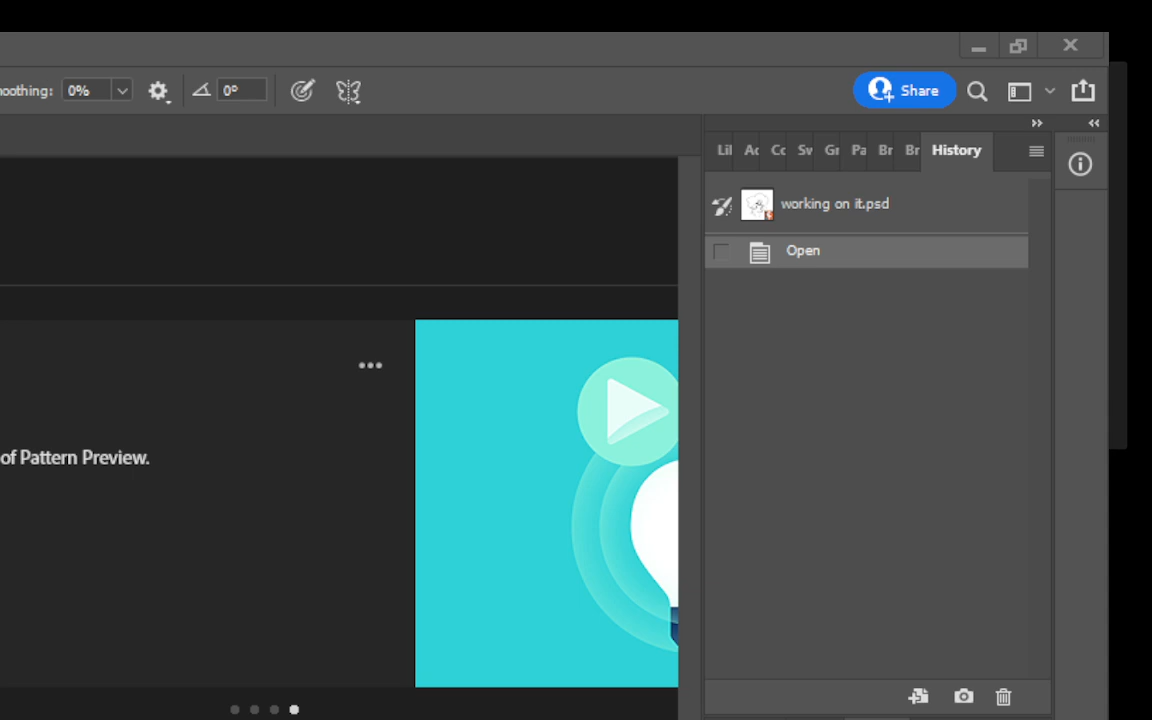 oothing: 0% 0° Share
Lil Ac Cc Sw Gr Pa Br Br History
working on it.psd
Open
of Pattern Preview.